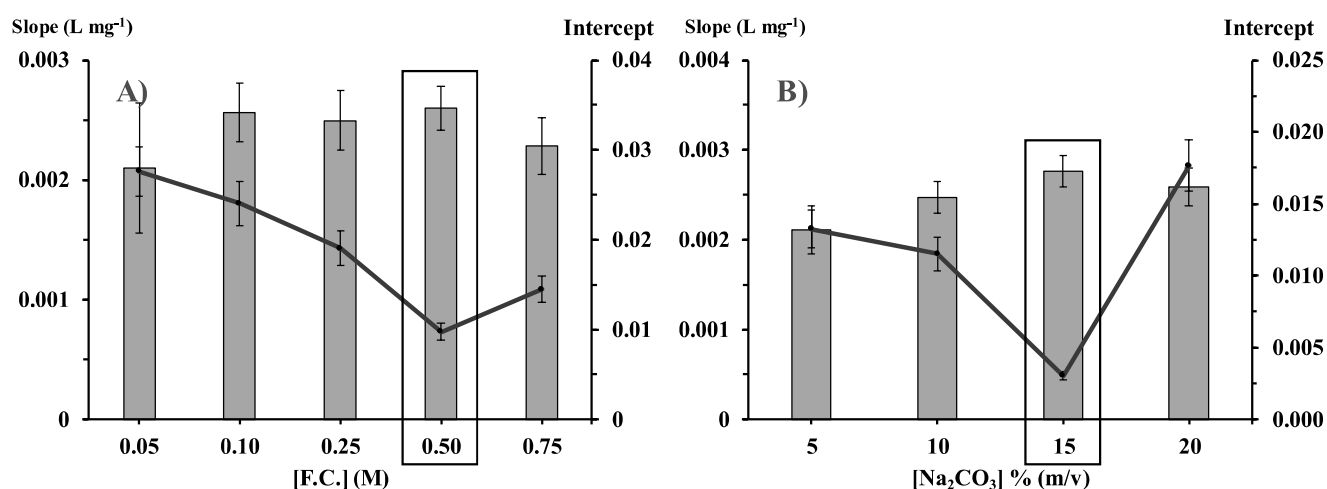 Slope (L mg⁻¹) Intercept
0.003 0.04
A)
0.03
0.002
0.02
0.001
0.01
0 0
0.05 0.10 0.25 0.50 0.75
[F.C.] (M)
Slope (L mg⁻¹) Intercept
0.004 0.025
B)
0.020
0.003
0.015
0.002
0.010
0.001
0.005
0 0.000
5 10 15 20
[Na₂CO₃] % (m/v)